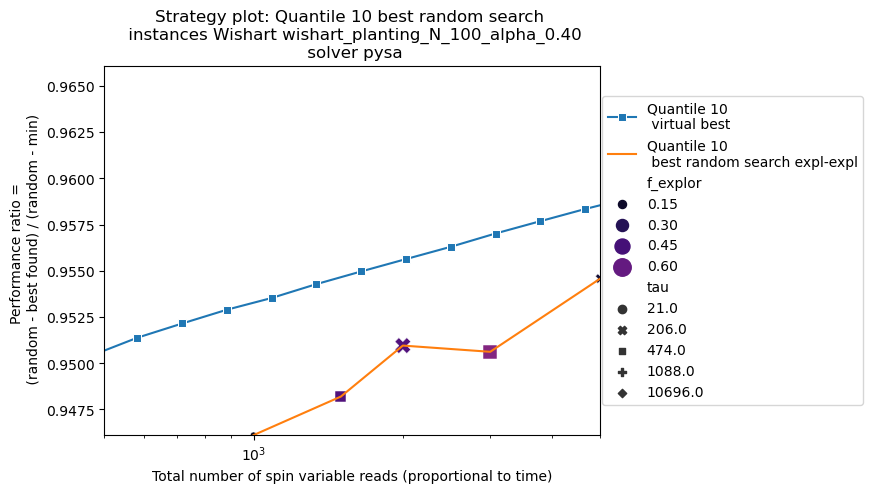 Strategy plot: Quantile 10 best random search
instances Wishart wishart_planting_N_100_alpha_0.40
solver pysa
Performance ratio =
(random - best found) / (random - min)
0.9650
0.9625
0.9600
0.9575
0.9550
0.9525
0.9500
0.9475
10³
Total number of spin variable reads (proportional to time)
Quantile 10
virtual best
Quantile 10
best random search expl-expl
f_explor
0.15
0.30
0.45
0.60
tau
21.0
206.0
474.0
1088.0
10696.0